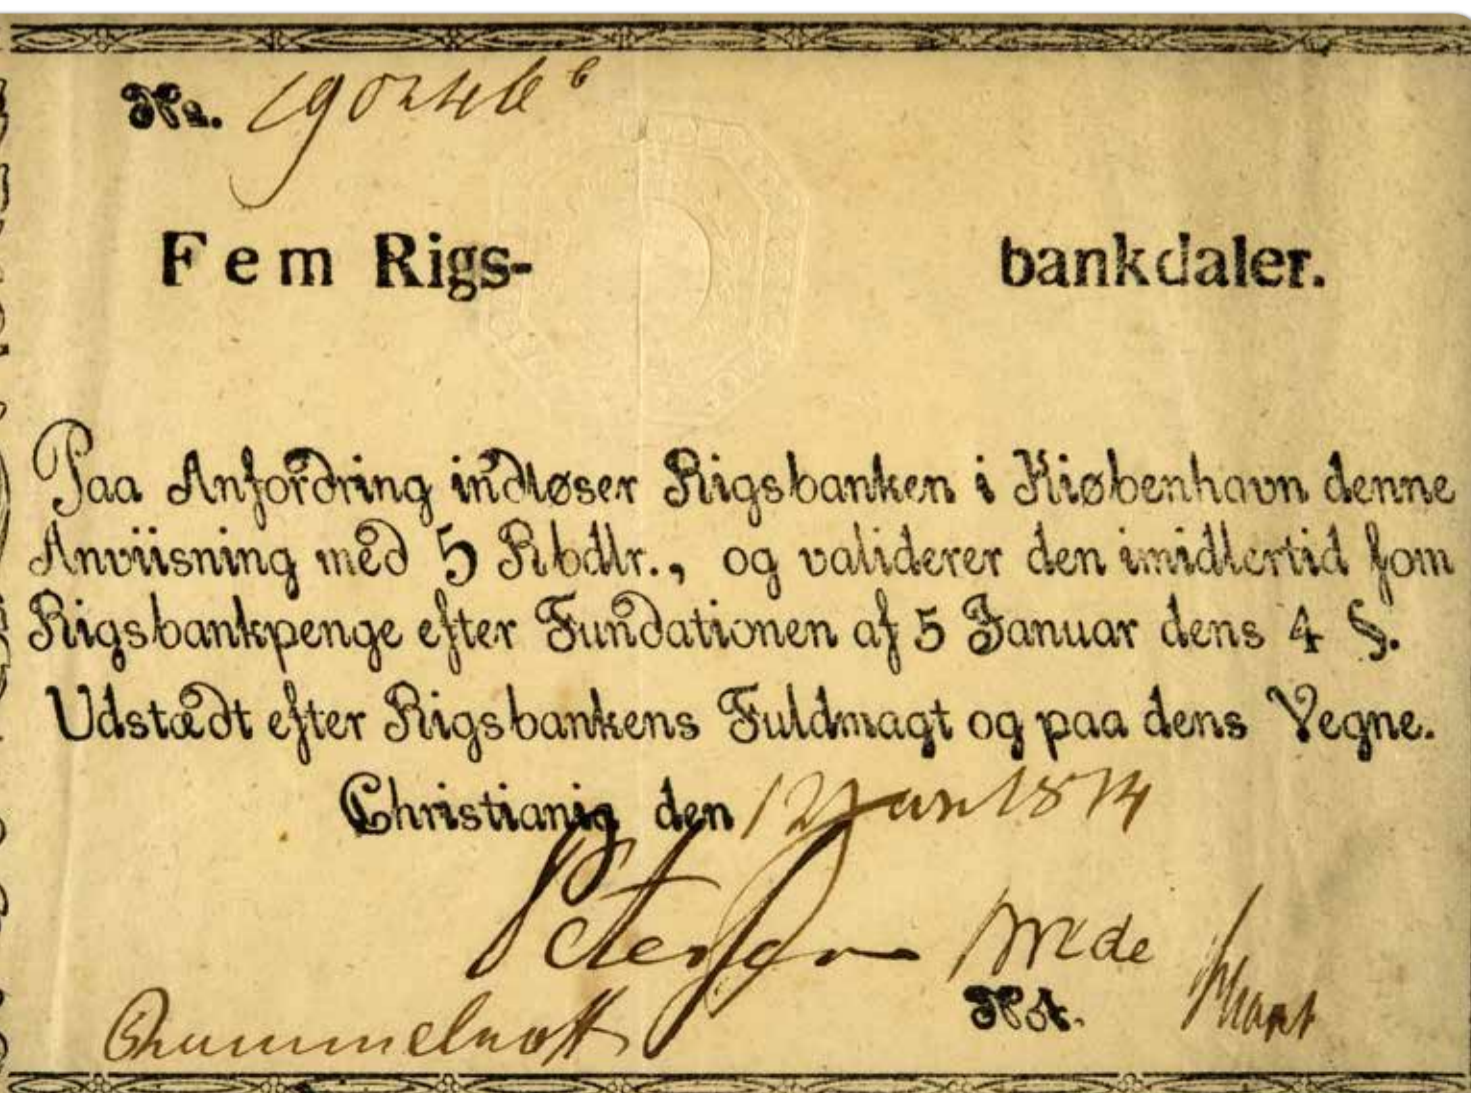 No. 
Fem Rigs- bankdaler.
Paa Anfordring indløser Rigsbanken i Kiøbenhavn denne
Anviisning med 5 Rbdlr., og validerer den imidlertid som
Rigsbankpenge efter Fundationen af 5 Januar dens 4 §.
Udstædt efter Rigsbankens Fuldmagt og paa dens Vegne.
Christiania den 12 Jan 1814